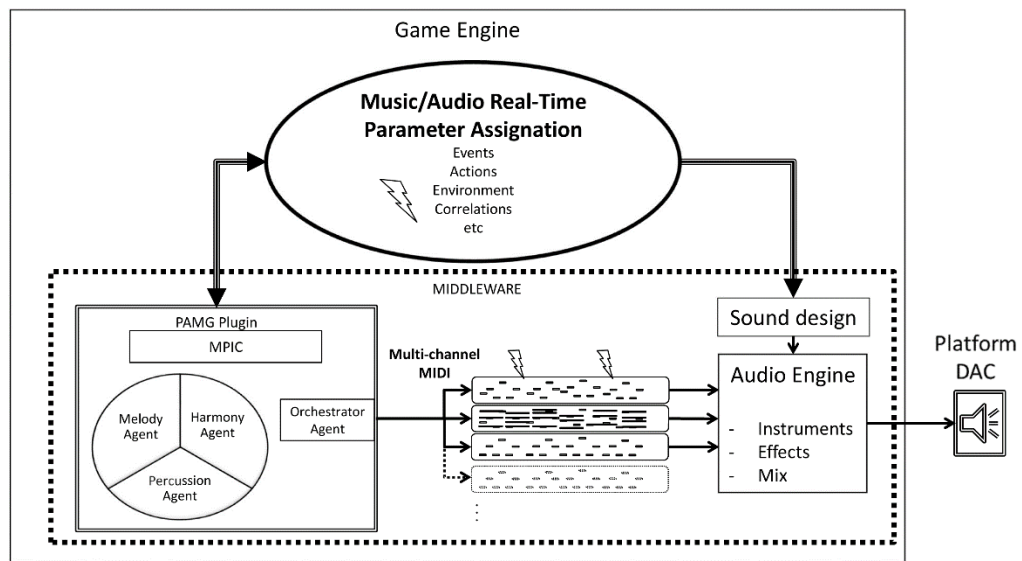 Game Engine
Music/Audio Real-Time
Parameter Assignation
Events
Actions
Environment
Correlations
etc
MIDDLEWARE
PAMG Plugin
MPIC
Melody
Agent
Harmony
Agent
Percussion
Agent
Orchestrator
Agent
Multi-channel
MIDI
Sound design
Audio Engine
- Instruments
- Effects
- Mix
Platform
DAC